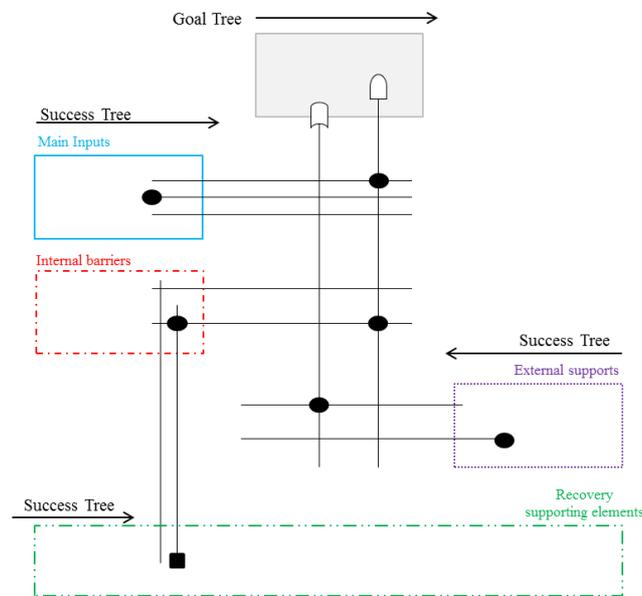 Goal Tree
Success Tree
Main Inputs
Internal barriers
Success Tree
External supports
Success Tree
Recovery
supporting elements